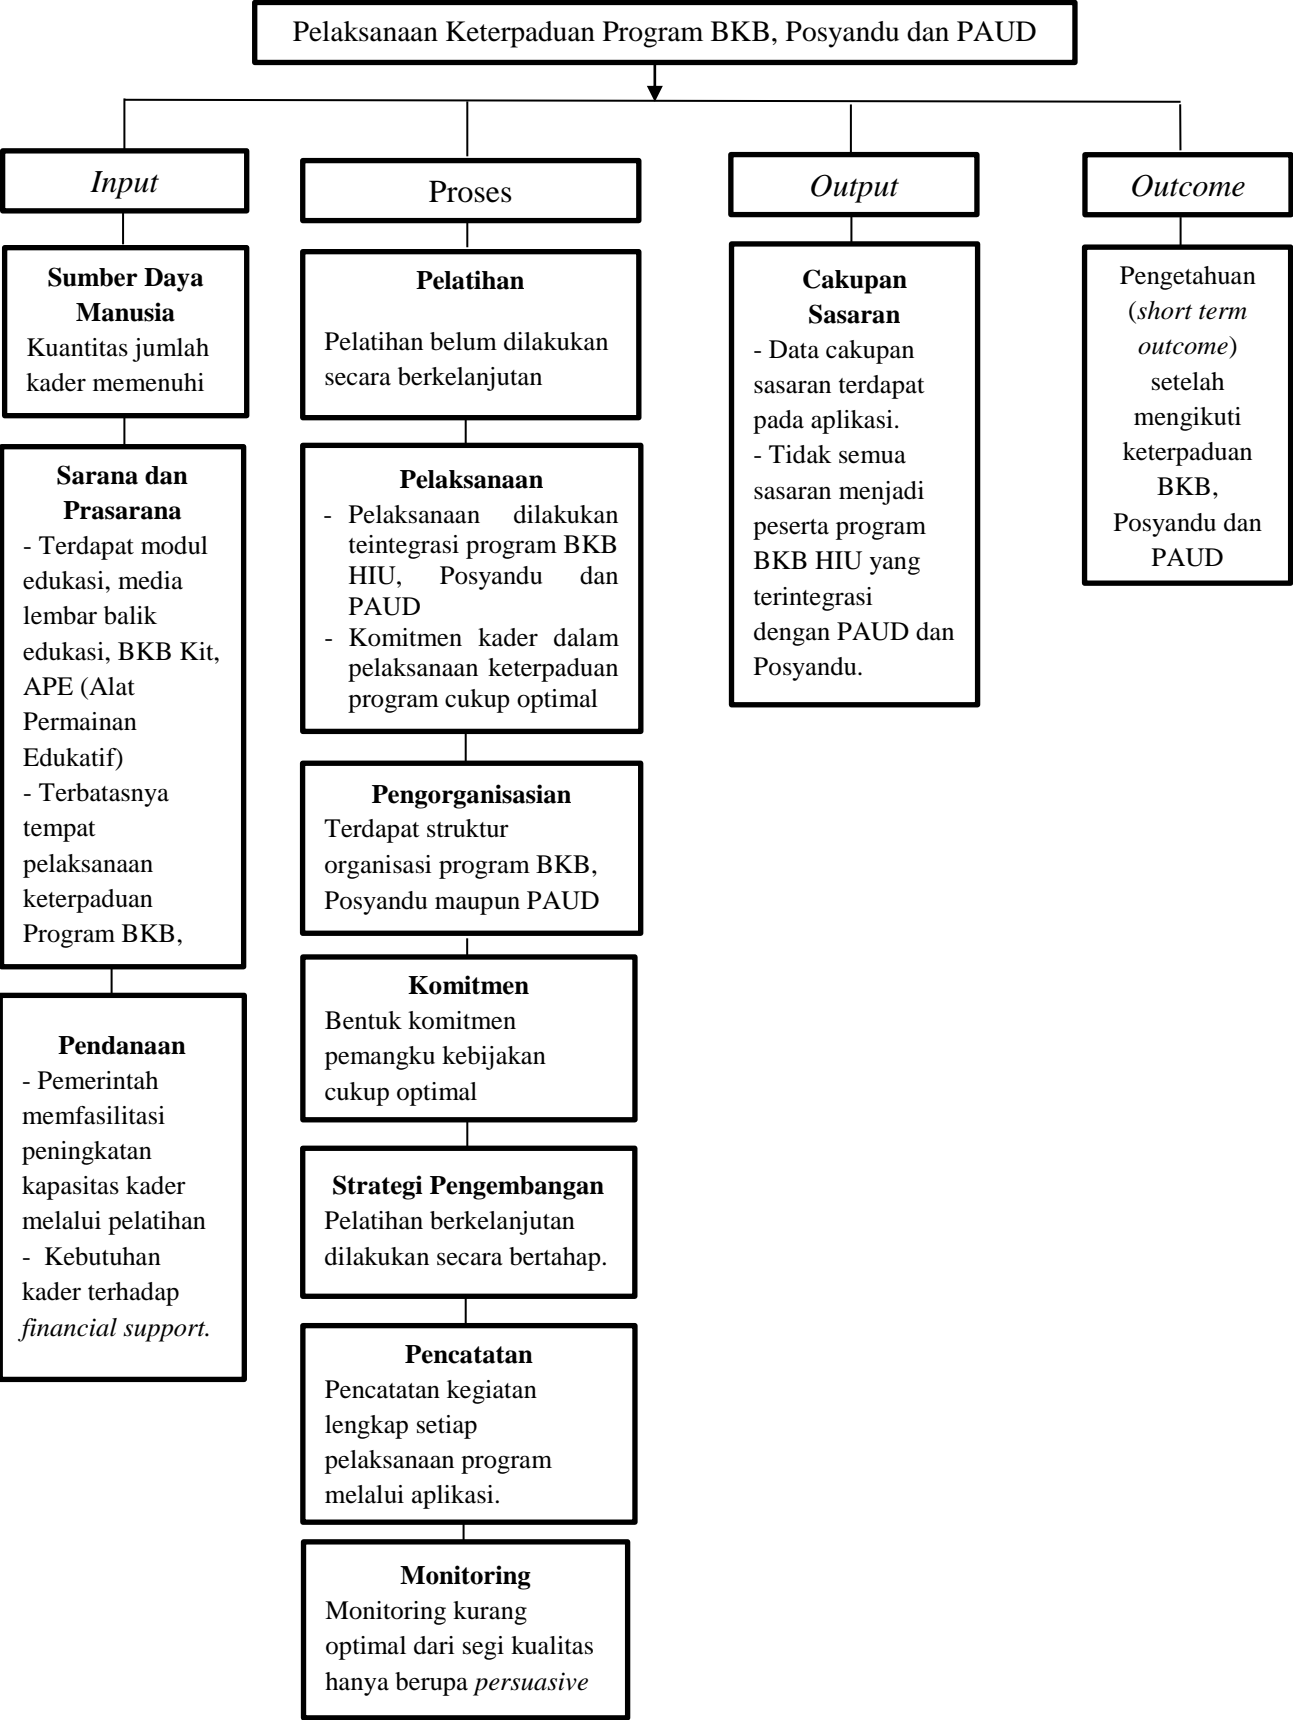 Pelaksanaan Keterpaduan Program BKB, Posyandu dan PAUD
Input
Sumber Daya
Manusia
Kuantitas jumlah
kader memenuhi
Sarana dan
Prasarana
- Terdapat modul
edukasi, media
lembar balik
edukasi, BKB Kit,
APE (Alat
Permainan
Edukatif)
- Terbatasnya
tempat
pelaksanaan
keterpaduan
Program BKB,
Pendanaan
- Pemerintah
memfasilitasi
peningkatan
kapasitas kader
melalui pelatihan
- Kebutuhan
kader terhadap
financial support.
Proses
Pelatihan
Pelatihan belum dilakukan
secara berkelanjutan
Pelaksanaan
- Pelaksanaan dilakukan
teintegrasi program BKB
HIU, Posyandu dan
PAUD
- Komitmen kader dalam
pelaksanaan keterpaduan
program cukup optimal
Pengorganisasian
Terdapat struktur
organisasi program BKB,
Posyandu maupun PAUD
Komitmen
Bentuk komitmen
pemangku kebijakan
cukup optimal
Strategi Pengembangan
Pelatihan berkelanjutan
dilakukan secara bertahap.
Pencatatan
Pencatatan kegiatan
lengkap setiap
pelaksanaan program
melalui aplikasi.
Monitoring
Monitoring kurang
optimal dari segi kualitas
hanya berupa persuasive
Output
Cakupan
Sasaran
- Data cakupan
sasaran terdapat
pada aplikasi.
- Tidak semua
sasaran menjadi
peserta program
BKB HIU yang
terintegrasi
dengan PAUD dan
Posyandu.
Outcome
Pengetahuan
(short term
outcome)
setelah
mengikuti
keterpaduan
BKB,
Posyandu dan
PAUD